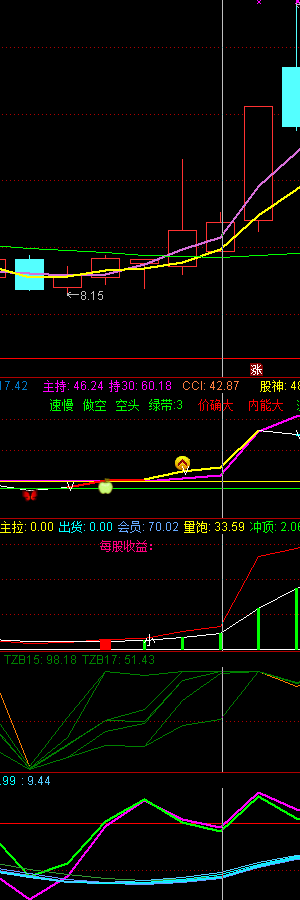 8.15
涨
17.42 主持: 46.24 持30: 60.18 CCI: 42.87 股神: 48
速慢 做空 空头 绿带:3 价确大 内能大
主拉: 0.00 出货: 0.00 会员: 70.02 量饱: 33.59 冲顶: 2.06
每股收益:
TZB15: 98.18 TZB17: 51.43
.99 : 9.44